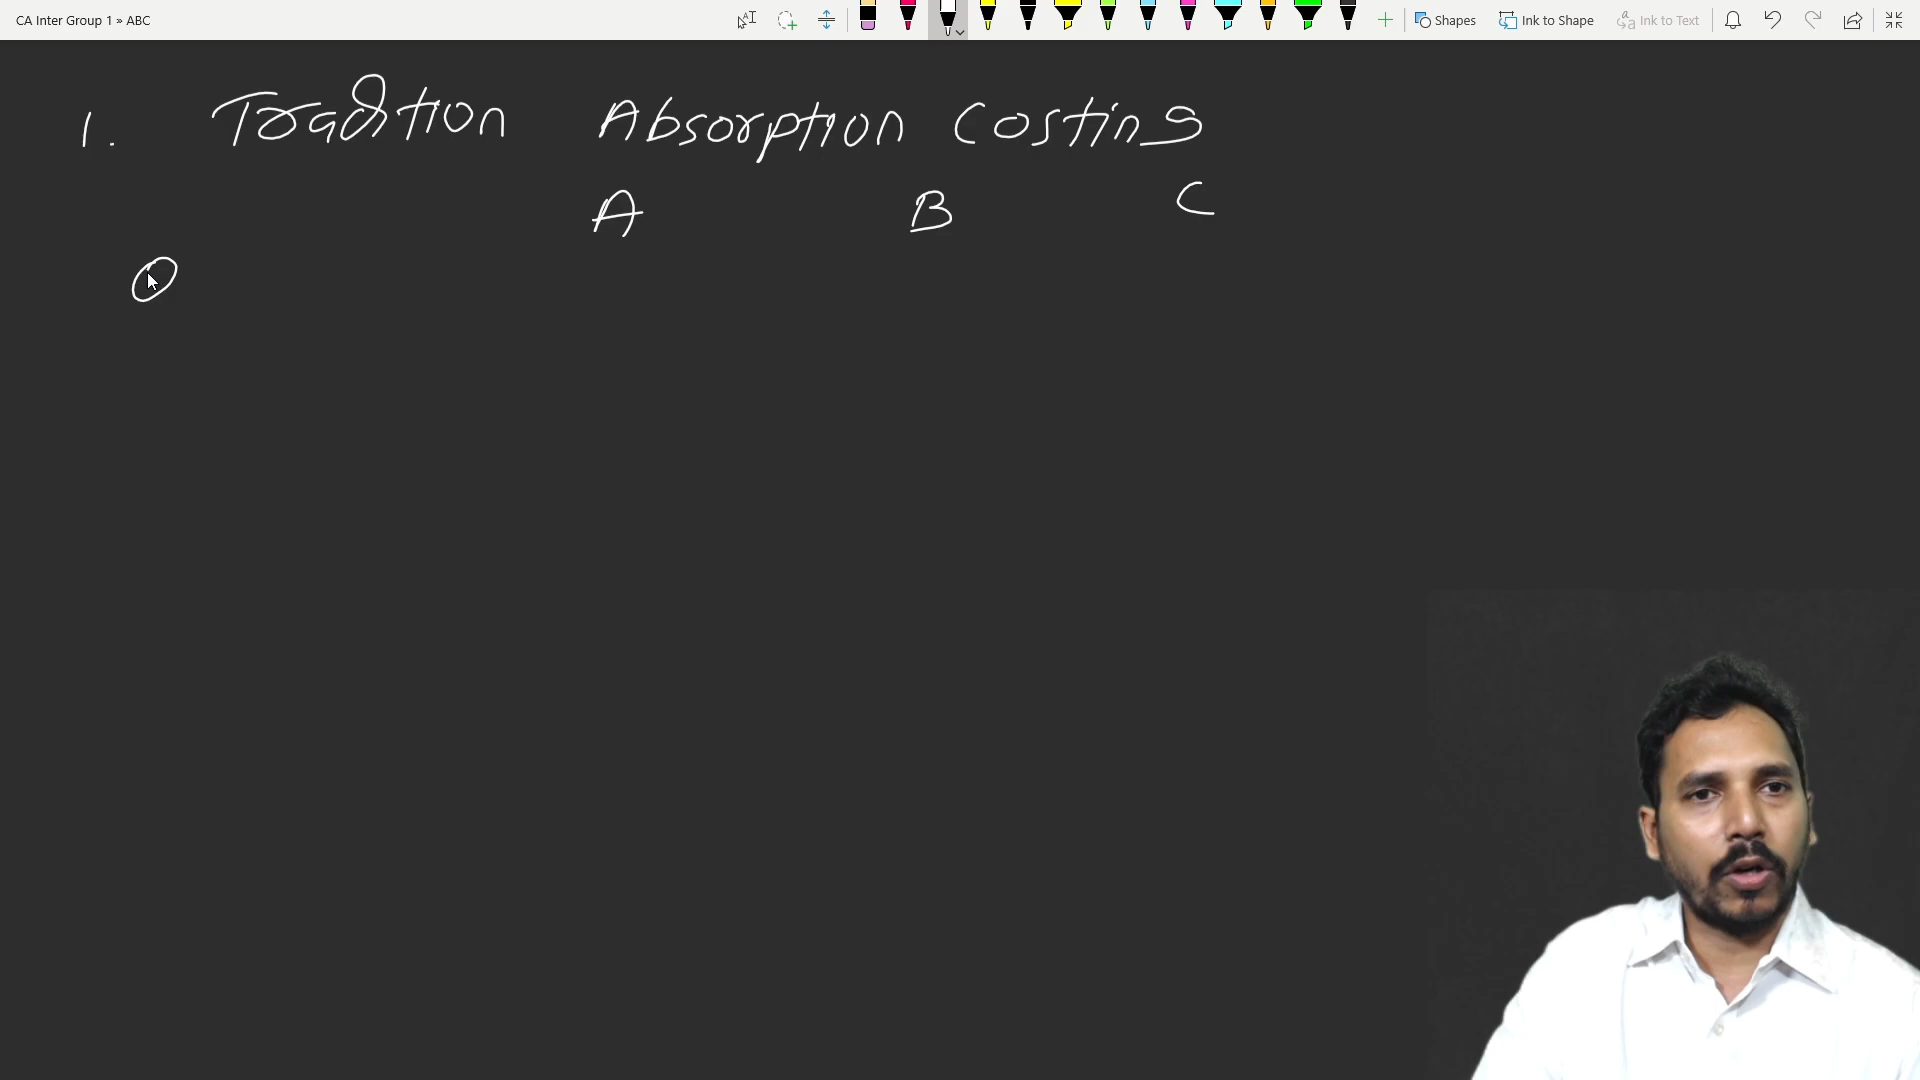 CA Inter Group 1 » ABC
Shapes
Ink to Shape
Ink to Text
1. Tradition Absorption Costing
A B C
O